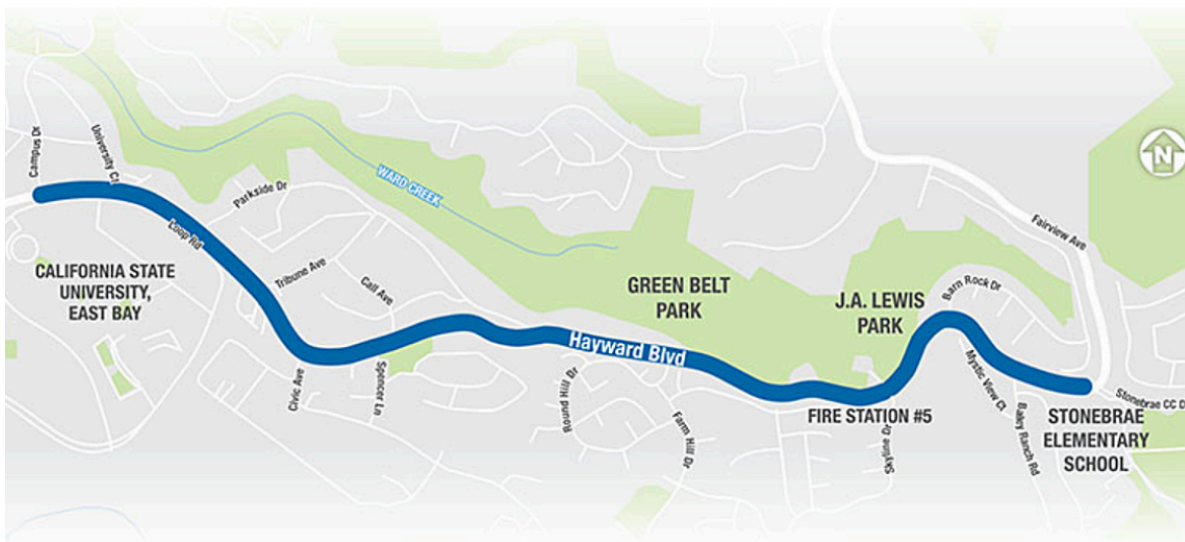 Campus Dr
University Ct
Parkside Dr
WARD CREEK
N
Fairview Ave
Loop Rd
CALIFORNIA STATE
UNIVERSITY,
EAST BAY
Tribune Ave
Call Ave
GREEN BELT
PARK
J.A. LEWIS
PARK
Barn Rock Dr
Hayward Blvd
Civic Ave
Spencer Ln
Round Hill Dr
Farm Hill Dr
FIRE STATION #5
Skyline Dr
Mystic View Ct
Bailey Ranch Rd
Stonebrae CC D
STONEBRAE
ELEMENTARY
SCHOOL